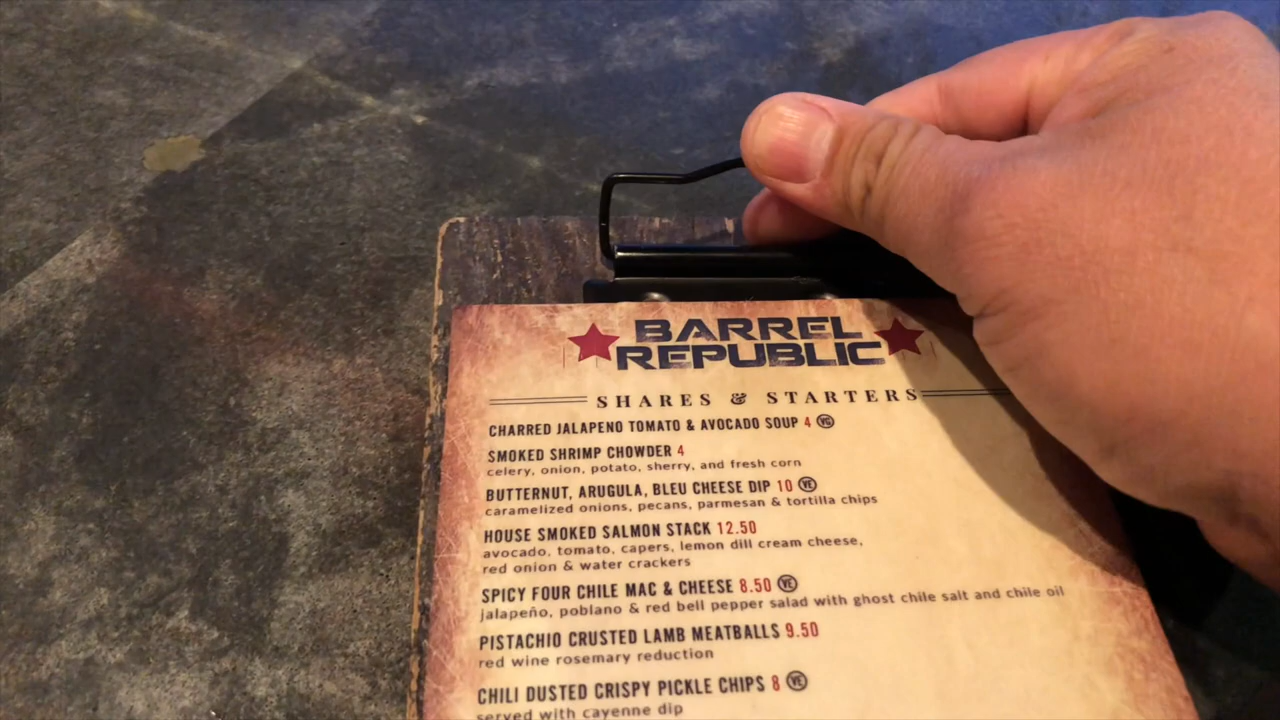 BARREL
REPUBLIC
SHARES & STARTERS
CHARRED JALAPENO TOMATO & AVOCADO SOUP 4 VG
SMOKED SHRIMP CHOWDER 4
celery, onion, potato, sherry, and fresh corn
BUTTERNUT, ARUGULA, BLEU CHEESE DIP 10 VE
caramelized onions, pecans, parmesan & tortilla chips
HOUSE SMOKED SALMON STACK 12.50
avocado, tomato, capers, lemon dill cream cheese,
red onion & water crackers
SPICY FOUR CHILE MAC & CHEESE 8.50 VE
jalapeño, poblano & red bell pepper salad with ghost chile salt and chile oil
PISTACHIO CRUSTED LAMB MEATBALLS 9.50
red wine rosemary reduction
CHILI DUSTED CRISPY PICKLE CHIPS 8 VE
served with cayenne dip